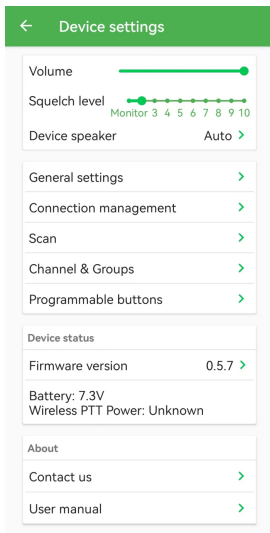 Device settings
Volume
Squelch level
Monitor 3 4 5 6 7 8 9 10
Device speaker Auto
General settings
Connection management
Scan
Channel & Groups
Programmable buttons
Device status
Firmware version 0.5.7
Battery: 7.3V
Wireless PTT Power: Unknown
About
Contact us
User manual